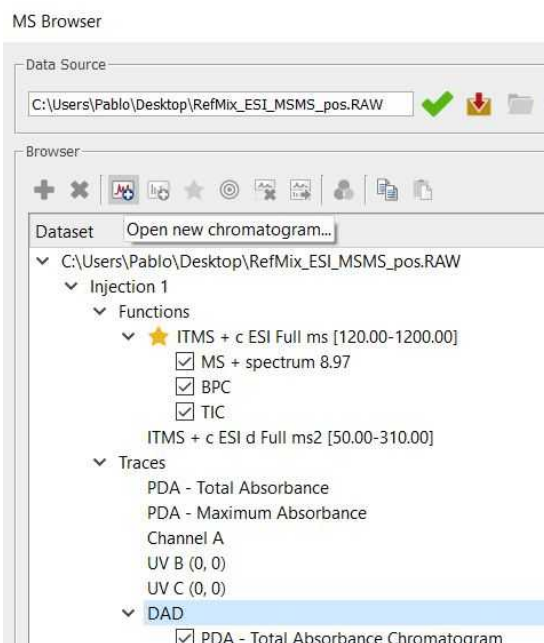 MS Browser
Data Source
C:\Users\Pablo\Desktop\RefMix_ESI_MSMS_pos.RAW
Browser
Dataset
Open new chromatogram...
C:\Users\Pablo\Desktop\RefMix_ESI_MSMS_pos.RAW
Injection 1
Functions
ITMS + c ESI Full ms [120.00-1200.00]
MS + spectrum 8.97
BPC
TIC
ITMS + c ESI d Full ms2 [50.00-310.00]
Traces
PDA - Total Absorbance
PDA - Maximum Absorbance
Channel A
UV B (0, 0)
UV C (0, 0)
DAD
PDA - Total Absorbance Chromatogram